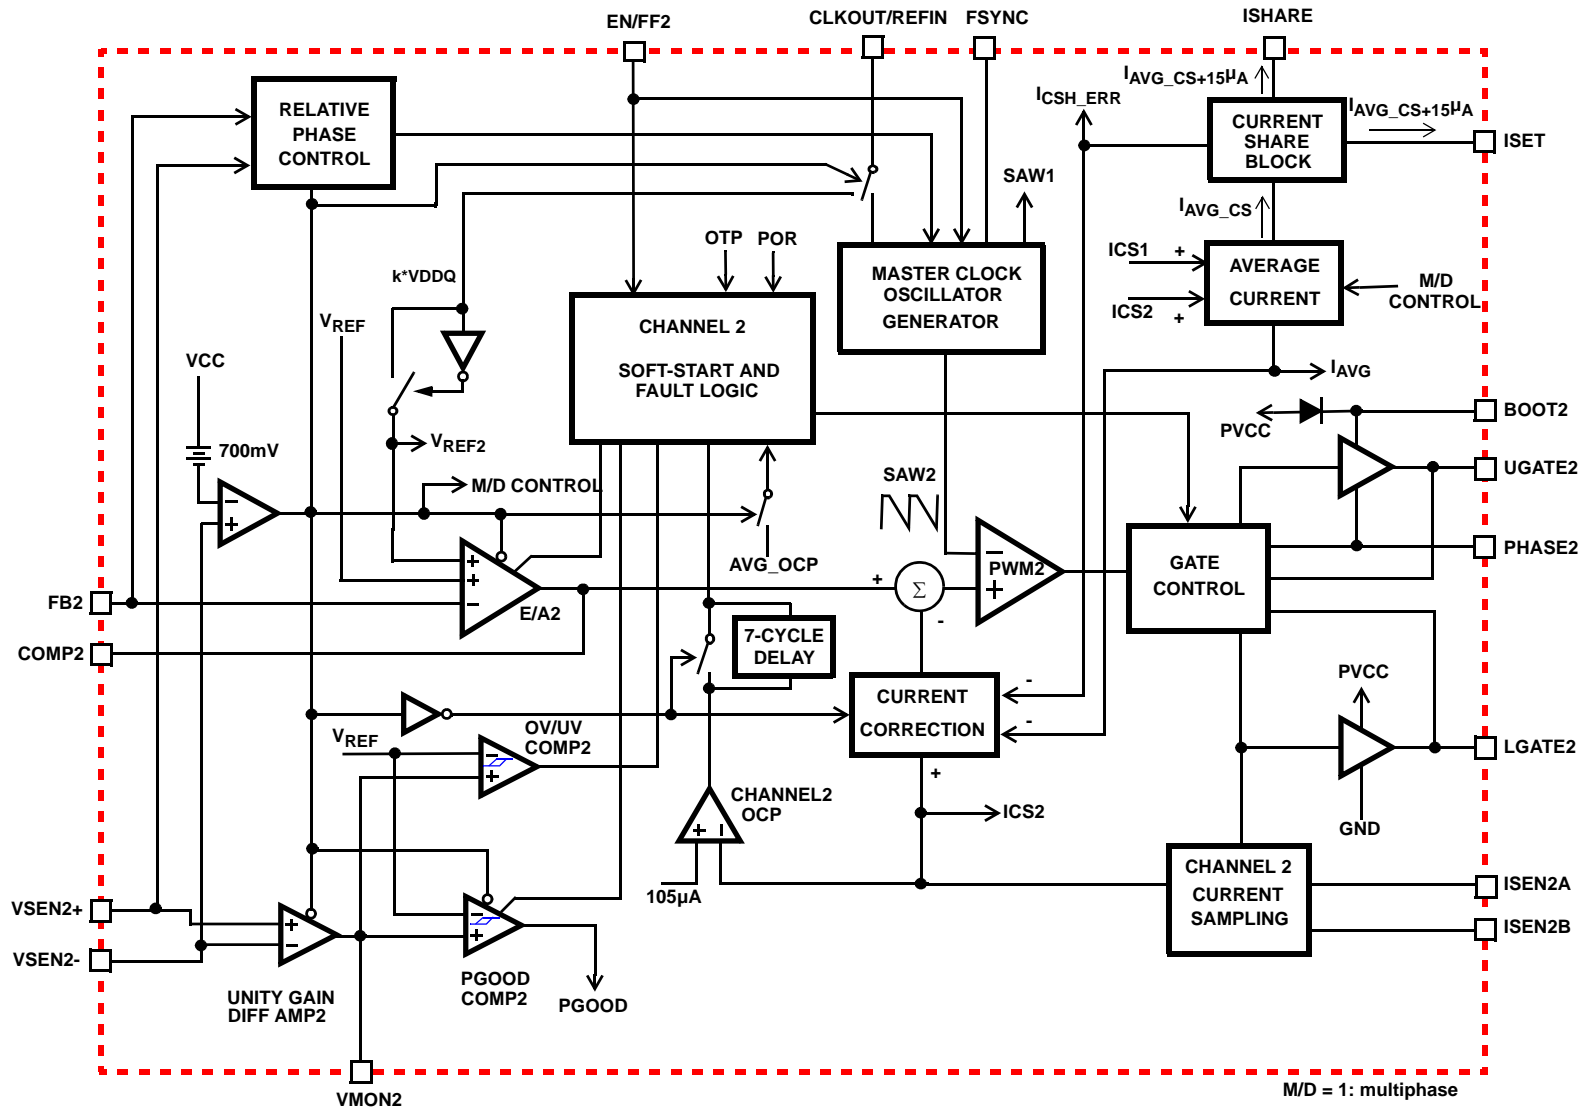 EN/FF2
CLKOUT/REFIN
FSYNC
ISHARE
IAVG_CS+15µA
IAVG_CS+15µA
ICSH_ERR
RELATIVE
PHASE
CONTROL
CURRENT
SHARE
BLOCK
ISET
SAW1
IAVG_CS
OTP
POR
k*VDDQ
MASTER CLOCK
OSCILLATOR
GENERATOR
ICS1
+
ICS2
+
AVERAGE
CURRENT
M/D
CONTROL
VREF
CHANNEL 2
SOFT-START AND
FAULT LOGIC
VCC
IAVG
PVCC
BOOT2
700mV
VREF2
SAW2
UGATE2
M/D CONTROL
−
+
AVG_OCP
PHASE2
+
+
−
E/A2
+
Σ
-
−
PWM2
+
GATE
CONTROL
FB2
COMP2
7-CYCLE
DELAY
PVCC
CURRENT
CORRECTION
-
-
+
VREF
OV/UV
COMP2
−
+
LGATE2
CHANNEL2
OCP
+
−
ICS2
GND
105µA
CHANNEL 2
CURRENT
SAMPLING
ISEN2A
ISEN2B
VSEN2+
VSEN2-
+
−
−
+
UNITY GAIN
DIFF AMP2
PGOOD
COMP2
PGOOD
VMON2
M/D = 1: multiphase